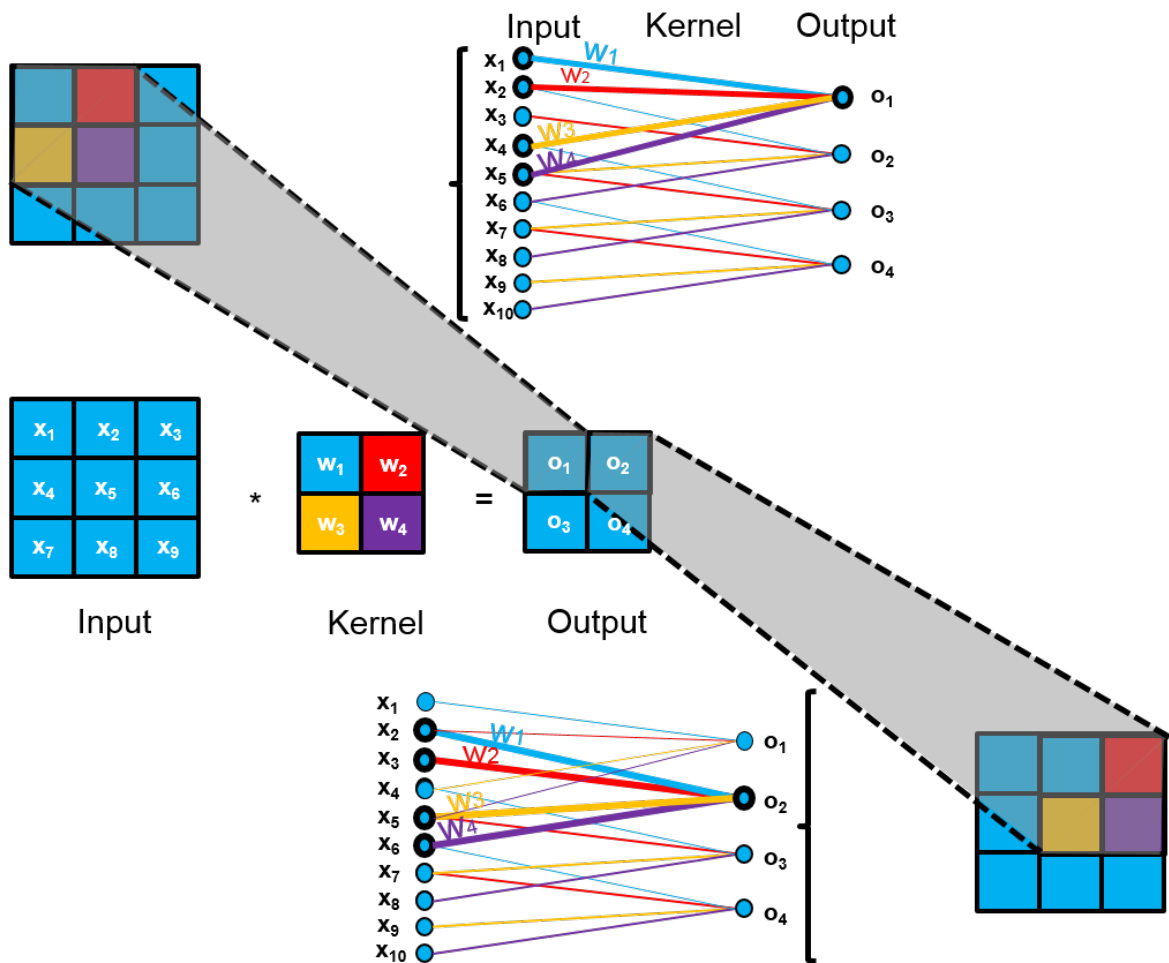 Input Kernel Output
x1
x2
x3
x4
x5
x6
x7
x8
x9
x10
W1
W2
W3
W4
o1
o2
o3
o4
x1 x2 x3
x4 x5 x6
x7 x8 x9
*
w1 w2
w3 w4
=
o1 o2
o3 o4
Input Kernel Output
x1
x2
x3
x4
x5
x6
x7
x8
x9
x10
W1
W2
W3
W4
o1
o2
o3
o4